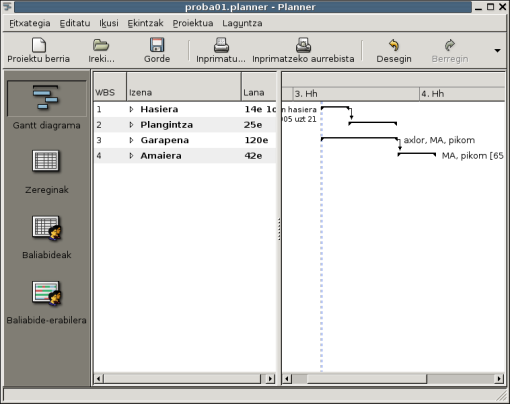 proba01.planner - Planner
Fitxategia Editatu Ikusi Ekintzak Proiektua Laguntza
Proiektu berria Ireki... Gorde Inprimatu... Inprimatzeko aurrebista Desegin Berregin
WBS Izena Lana 3. Hh 4. Hh
1 Hasiera 14e 1o
2 Plangintza 25e
3 Garapena 120e
4 Amaiera 42e
n hasiera
005 uzt 21
axlor, MA, pikom
MA, pikom [65
Gantt diagrama
Zereginak
Baliabideak
Baliabide-erabilera